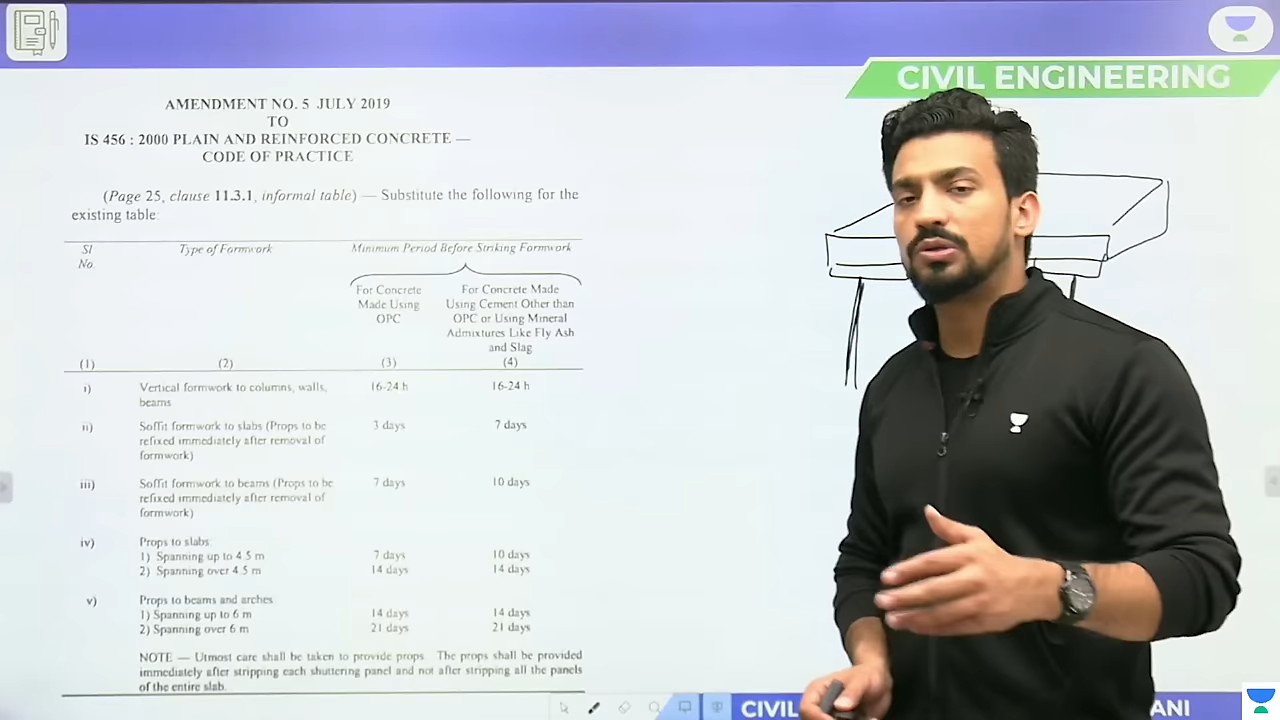 CIVIL ENGINEERING
AMENDMENT NO. 5 JULY 2019
TO
IS 456 : 2000 PLAIN AND REINFORCED CONCRETE —
CODE OF PRACTICE
(Page 25, clause 11.3.1, informal table) — Substitute the following for the
existing table:
Sl No. Type of Formwork Minimum Period Before Striking Formwork
For Concrete Made Using OPC
For Concrete Made Using Cement Other than OPC or Using Mineral Admixtures Like Fly Ash and Slag
(1) (2) (3) (4)
i) Vertical formwork to columns, walls, 16-24 h 16-24 h
beams
ii) Soffit formwork to slabs (Props to be 3 days 7 days
refixed immediately after removal of
formwork)
iii) Soffit formwork to beams (Props to be 7 days 10 days
refixed immediately after removal of
formwork)
iv) Props to slabs
1) Spanning up to 4.5 m 7 days 10 days
2) Spanning over 4.5 m 14 days 14 days
v) Props to beams and arches
1) Spanning up to 6 m 14 days 14 days
2) Spanning over 6 m 21 days 21 days
NOTE — Utmost care shall be taken to provide props. The props shall be provided
immediately after stripping each shuttering panel and not after stripping all the panels
of the entire slab.
CIVIL